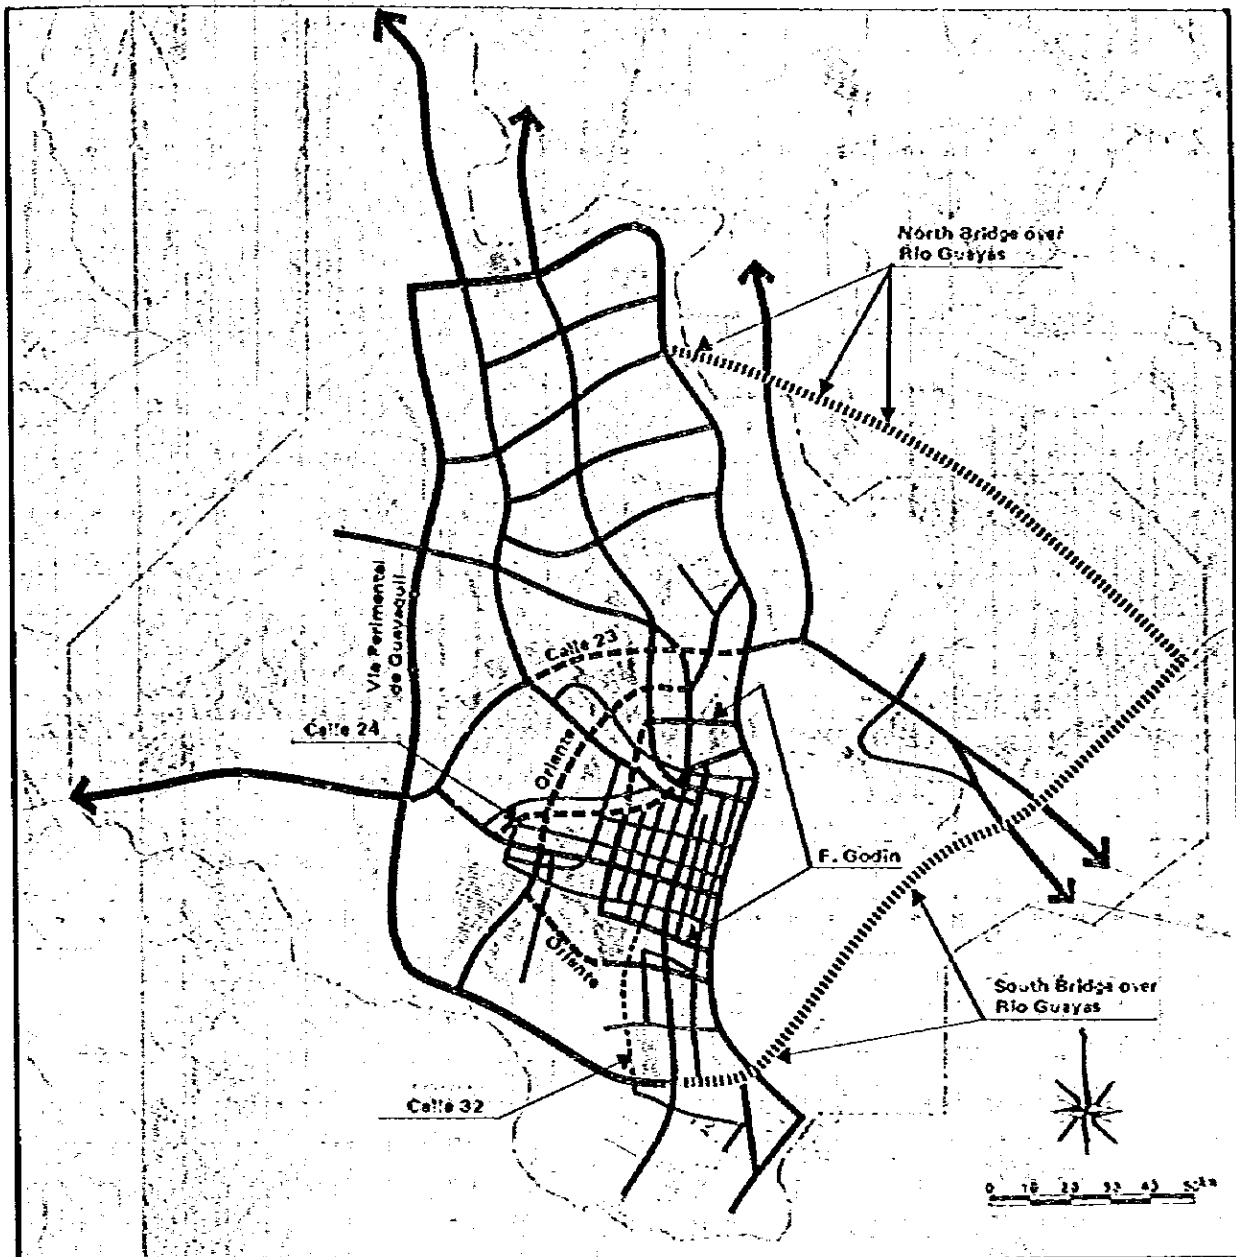 North Bridge over
Río Guayas
Vía Perimental
de Guayaquil
Calle 23
Calle 24
Oriente
F. Godin
Oriente
South Bridge over
Río Guayas
Calle 32